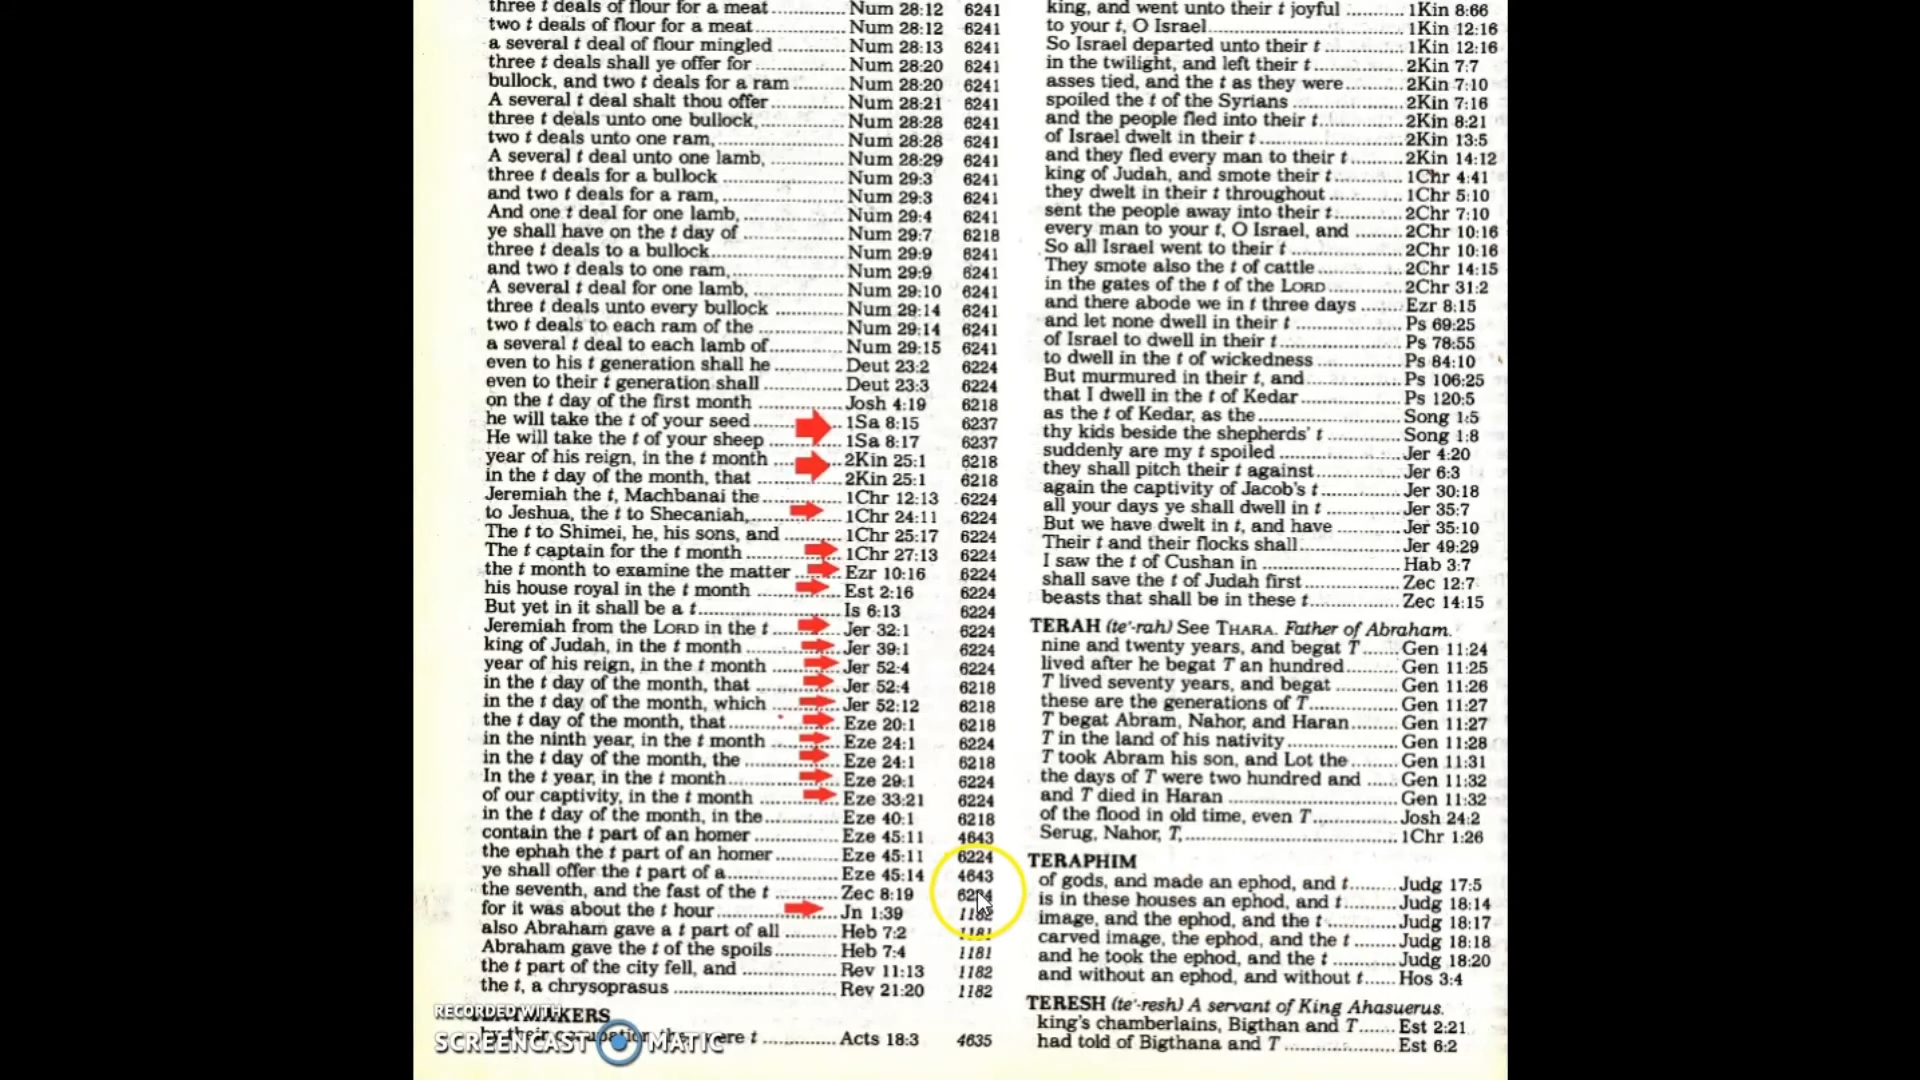 three t deals of flour for a meat ............ Num 28:12 6241
two t deals of flour for a meat ............ Num 28:12 6241
a several t deal of flour mingled .......... Num 28:13 6241
three t deals shall ye offer for ............ Num 28:20 6241
bullock, and two t deals for a ram ....... Num 28:20 6241
A several t deal shalt thou offer .......... Num 28:21 6241
three t deals unto one bullock, ............ Num 28:28 6241
two t deals unto one ram, ................. Num 28:28 6241
A several t deal unto one lamb, .......... Num 28:29 6241
three t deals for a bullock ................. Num 29:3 6241
and two t deals for a ram, ................. Num 29:3 6241
And one t deal for one lamb, .............. Num 29:4 6241
ye shall have on the t day of .............. Num 29:7 6218
three t deals to a bullock ................... Num 29:9 6241
and two t deals to one ram, ............... Num 29:9 6241
A several t deal for one lamb, ............ Num 29:10 6241
three t deals unto every bullock ......... Num 29:14 6241
two t deals to each ram of the ........... Num 29:14 6241
a several t deal to each lamb of .......... Num 29:15 6241
even to his t generation shall he ......... Deut 23:2 6224
even to their t generation shall .......... Deut 23:3 6224
on the t day of the first month ........... Josh 4:19 6218
he will take the t of your seed ............ 1Sa 8:15 6237
He will take the t of your sheep .......... 1Sa 8:17 6237
year of his reign, in the t month ......... 2Kin 25:1 6218
in the t day of the month, that ........... 2Kin 25:1 6218
Jeremiah the t, Machbanai the ........... 1Chr 12:13 6224
to Jeshua, the t to Shecaniah, ............ 1Chr 24:11 6224
The t to Shimei, he, his sons, and ....... 1Chr 25:17 6224
The t captain for the t month ............. 1Chr 27:13 6224
the t month to examine the matter ...... Ezr 10:16 6224
his house royal in the t month ............ Est 2:16 6224
But yet in it shall be a t ..................... Is 6:13 6224
Jeremiah from the LORD in the t ......... Jer 32:1 6224
king of Judah, in the t month ............. Jer 39:1 6224
year of his reign, in the t month ......... Jer 52:4 6224
in the t day of the month, that ........... Jer 52:4 6218
in the t day of the month, which ......... Jer 52:12 6218
the t day of the month, that ............... Eze 20:1 6218
in the ninth year, in the t month ......... Eze 24:1 6224
in the t day of the month, the ............ Eze 24:1 6218
In the t year, in the t month .............. Eze 29:1 6224
of our captivity, in the t month ........... Eze 33:21 6224
in the t day of the month, in the ......... Eze 40:1 6218
contain the t part of an homer ............ Eze 45:11 4643
the ephah the t part of an homer ......... Eze 45:11 6224
ye shall offer the t part of a ............... Eze 45:14 4643
the seventh, and the fast of the t ......... Zec 8:19
for it was about the t hour ................. Jn 1:39 1182
also Abraham gave a t part of all ......... Heb 7:2 1181
Abraham gave the t of the spoils .......... Heb 7:4 1181
the t part of the city fell, and ............. Rev 11:13 1182
the t, a chrysoprasus ........................ Rev 21:20 1182
RECORDED WITH
SCREENCAST MATIC
were t ............ Acts 18:3 4635
king, and went unto their t joyful ......... 1Kin 8:66
to your t, O Israel ............................ 1Kin 12:16
So Israel departed unto their t ............ 1Kin 12:16
in the twilight, and left their t ............ 2Kin 7:7
asses tied, and the t as they were ........ 2Kin 7:10
spoiled the t of the Syrians ............... 2Kin 7:16
and the people fled into their t ............ 2Kin 8:21
of Israel dwelt in their t .................... 2Kin 13:5
and they fled every man to their t ........ 2Kin 14:12
king of Judah, and smote their t .......... 1Chr 4:41
they dwelt in their t throughout .......... 1Chr 5:10
sent the people away into their t ......... 2Chr 7:10
every man to your t, O Israel, and ....... 2Chr 10:16
So all Israel went to their t ................ 2Chr 10:16
They smote also the t of cattle ........... 2Chr 14:15
in the gates of the t of the LORD ......... 2Chr 31:2
and there abode we in t three days ...... Ezr 8:15
and let none dwell in their t .............. Ps 69:25
of Israel to dwell in their t ................ Ps 78:55
to dwell in the t of wickedness ........... Ps 84:10
But murmured in their t, and ............. Ps 106:25
that I dwell in the t of Kedar ............. Ps 120:5
as the t of Kedar, as the ................... Song 1:5
thy kids beside the shepherds' t ......... Song 1:8
suddenly are my t spoiled ................. Jer 4:20
they shall pitch their t against ........... Jer 6:3
again the captivity of Jacob's t ........... Jer 30:18
all your days ye shall dwell in t .......... Jer 35:7
But we have dwelt in t, and have ........ Jer 35:10
Their t and their flocks shall .............. Jer 49:29
I saw the t of Cushan in ................... Hab 3:7
shall save the t of Judah first ............. Zec 12:7
beasts that shall be in these t ............ Zec 14:15
TERAH (te'-rah) See THARA. Father of Abraham.
nine and twenty years, and begat T ..... Gen 11:24
lived after he begat T an hundred ....... Gen 11:25
T lived seventy years, and begat ........ Gen 11:26
these are the generations of T ............ Gen 11:27
T begat Abram, Nahor, and Haran ...... Gen 11:27
T in the land of his nativity .............. Gen 11:28
T took Abram his son, and Lot the ...... Gen 11:31
the days of T were two hundred and .... Gen 11:32
and T died in Haran ........................ Gen 11:32
of the flood in old time, even T .......... Josh 24:2
Serug, Nahor, T, ............................. 1Chr 1:26
TERAPHIM
of gods, and made an ephod, and t ...... Judg 17:5
is in these houses an ephod, and t ...... Judg 18:14
image, and the ephod, and the t ......... Judg 18:17
carved image, the ephod, and the t ..... Judg 18:18
and he took the ephod, and the t ........ Judg 18:20
and without an ephod, and without t ... Hos 3:4
TERESH (te'-resh) A servant of King Ahasuerus.
king's chamberlains, Bigthan and T ..... Est 2:21
had told of Bigthana and T ............... Est 6:2